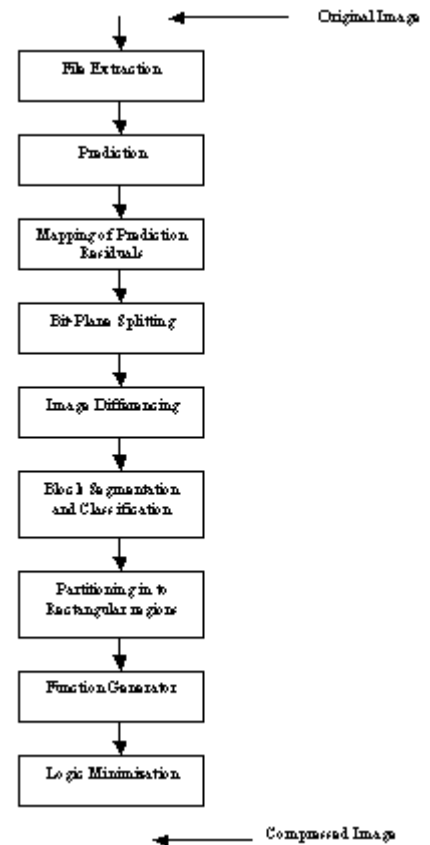 Original Image
File Extraction
Prediction
Mapping of Prediction
Residuals
Bit-Plane Splitting
Image Differencing
Block Segmentation
and Classification
Partitioning in to
Rectangular regions
Function Generator
Logic Minimisation
Compressed Image